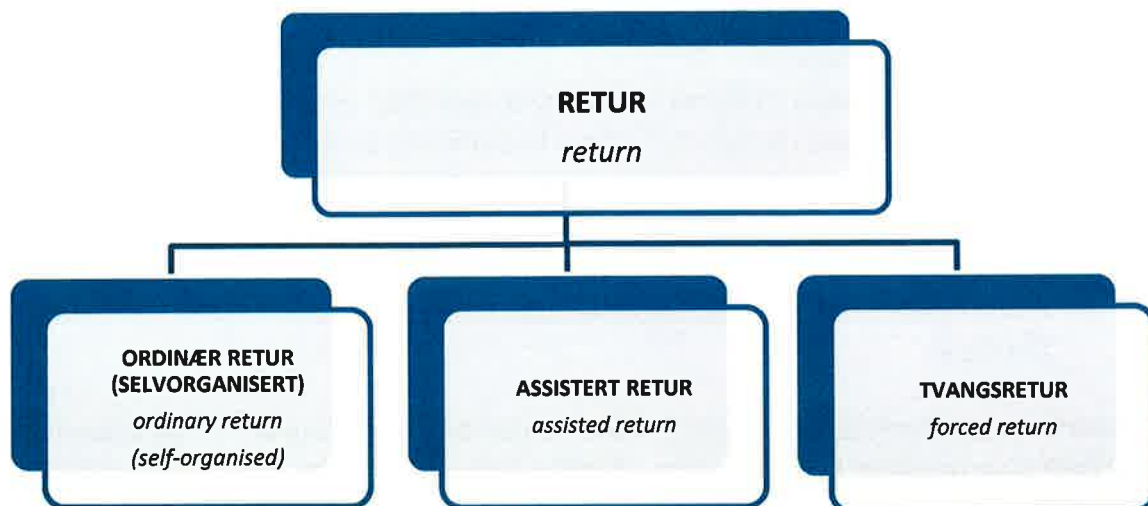 RETUR
return
ORDINÆR RETUR
(SELVORGANISERT)
ordinary return
(self-organised)
ASSISTERT RETUR
assisted return
TVANGSRETUR
forced return